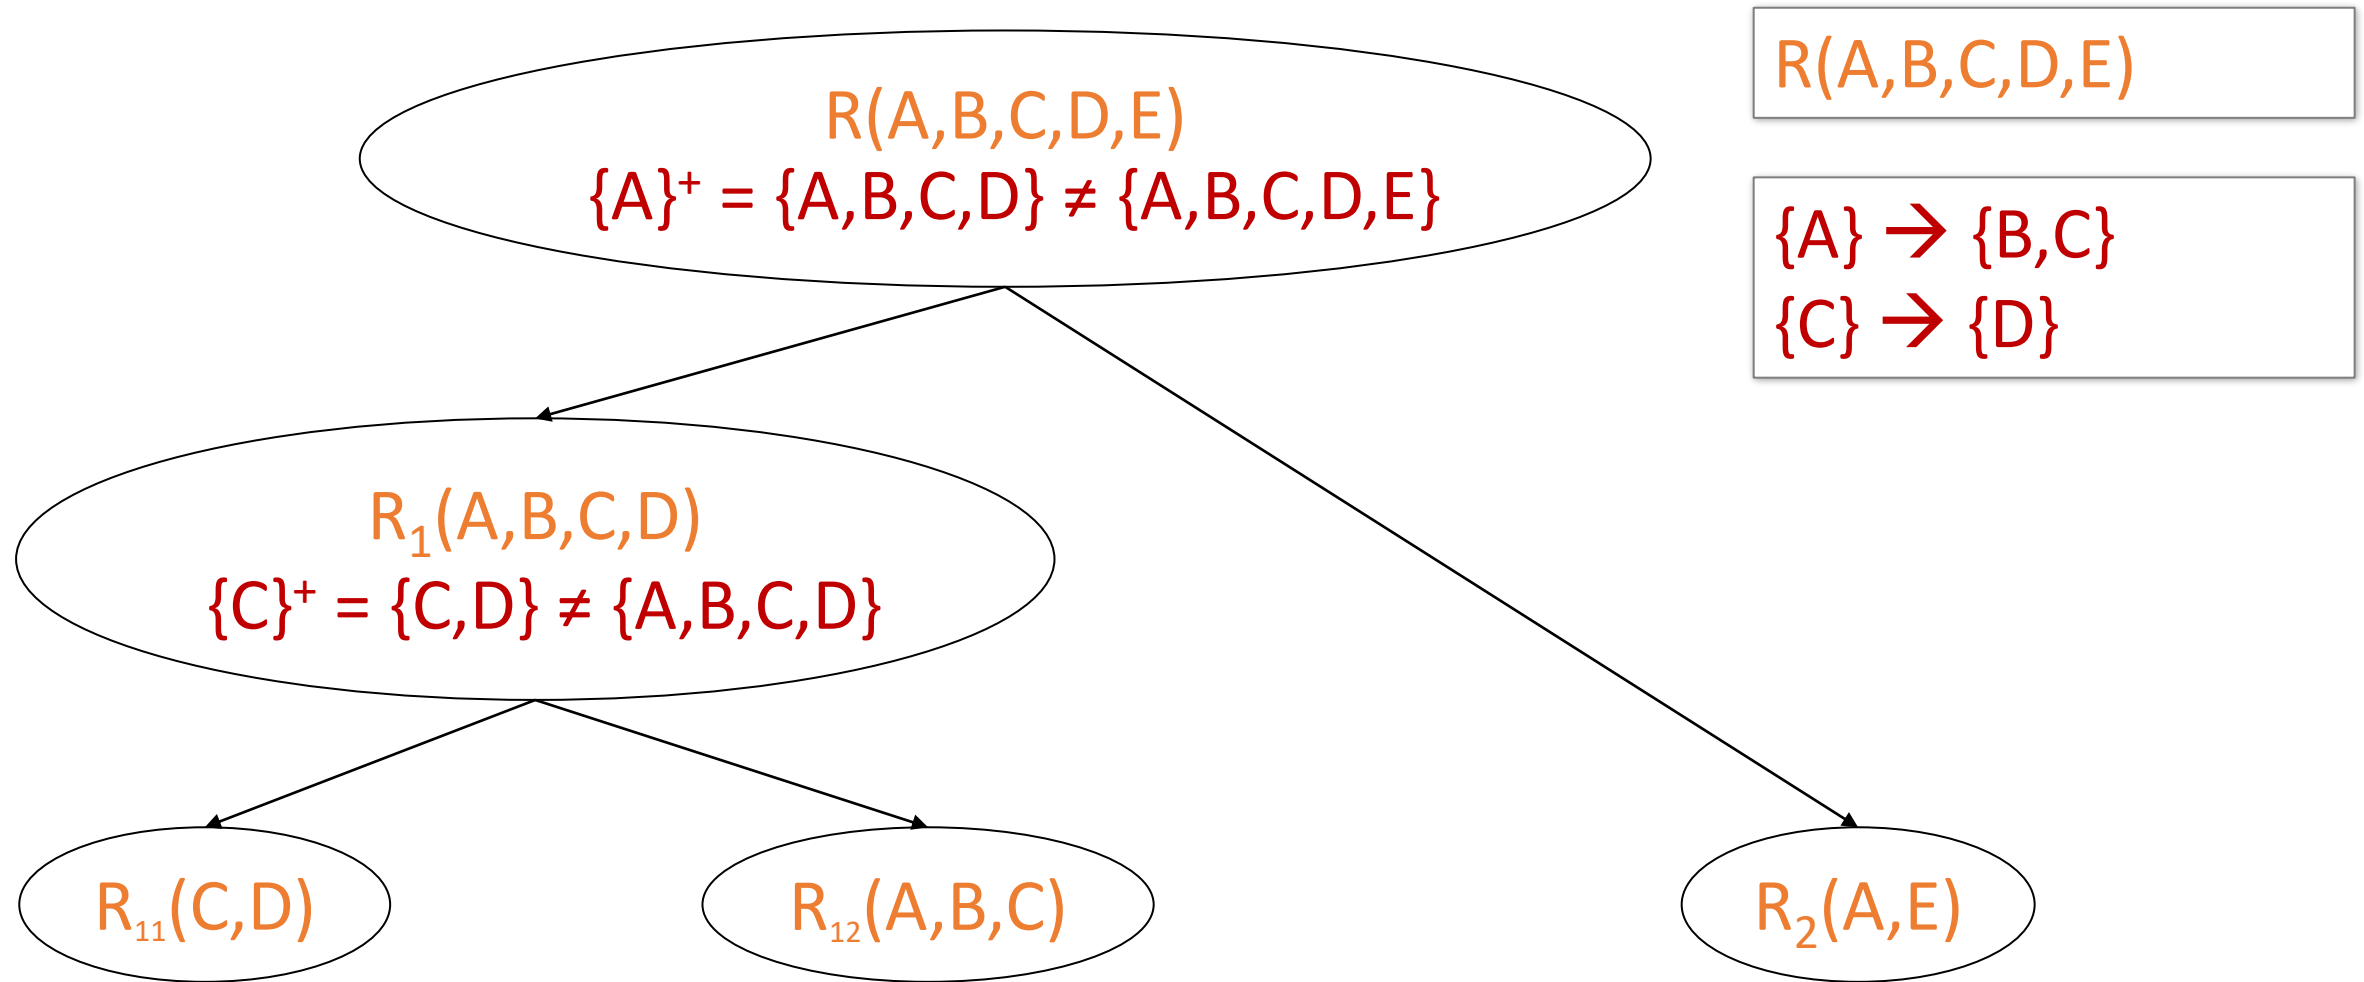 R(A,B,C,D,E)
{A}⁺ = {A,B,C,D} ≠ {A,B,C,D,E}
R(A,B,C,D,E)
{A} → {B,C}
{C} → {D}
R₁(A,B,C,D)
{C}⁺ = {C,D} ≠ {A,B,C,D}
R₁₁(C,D)
R₁₂(A,B,C)
R₂(A,E)